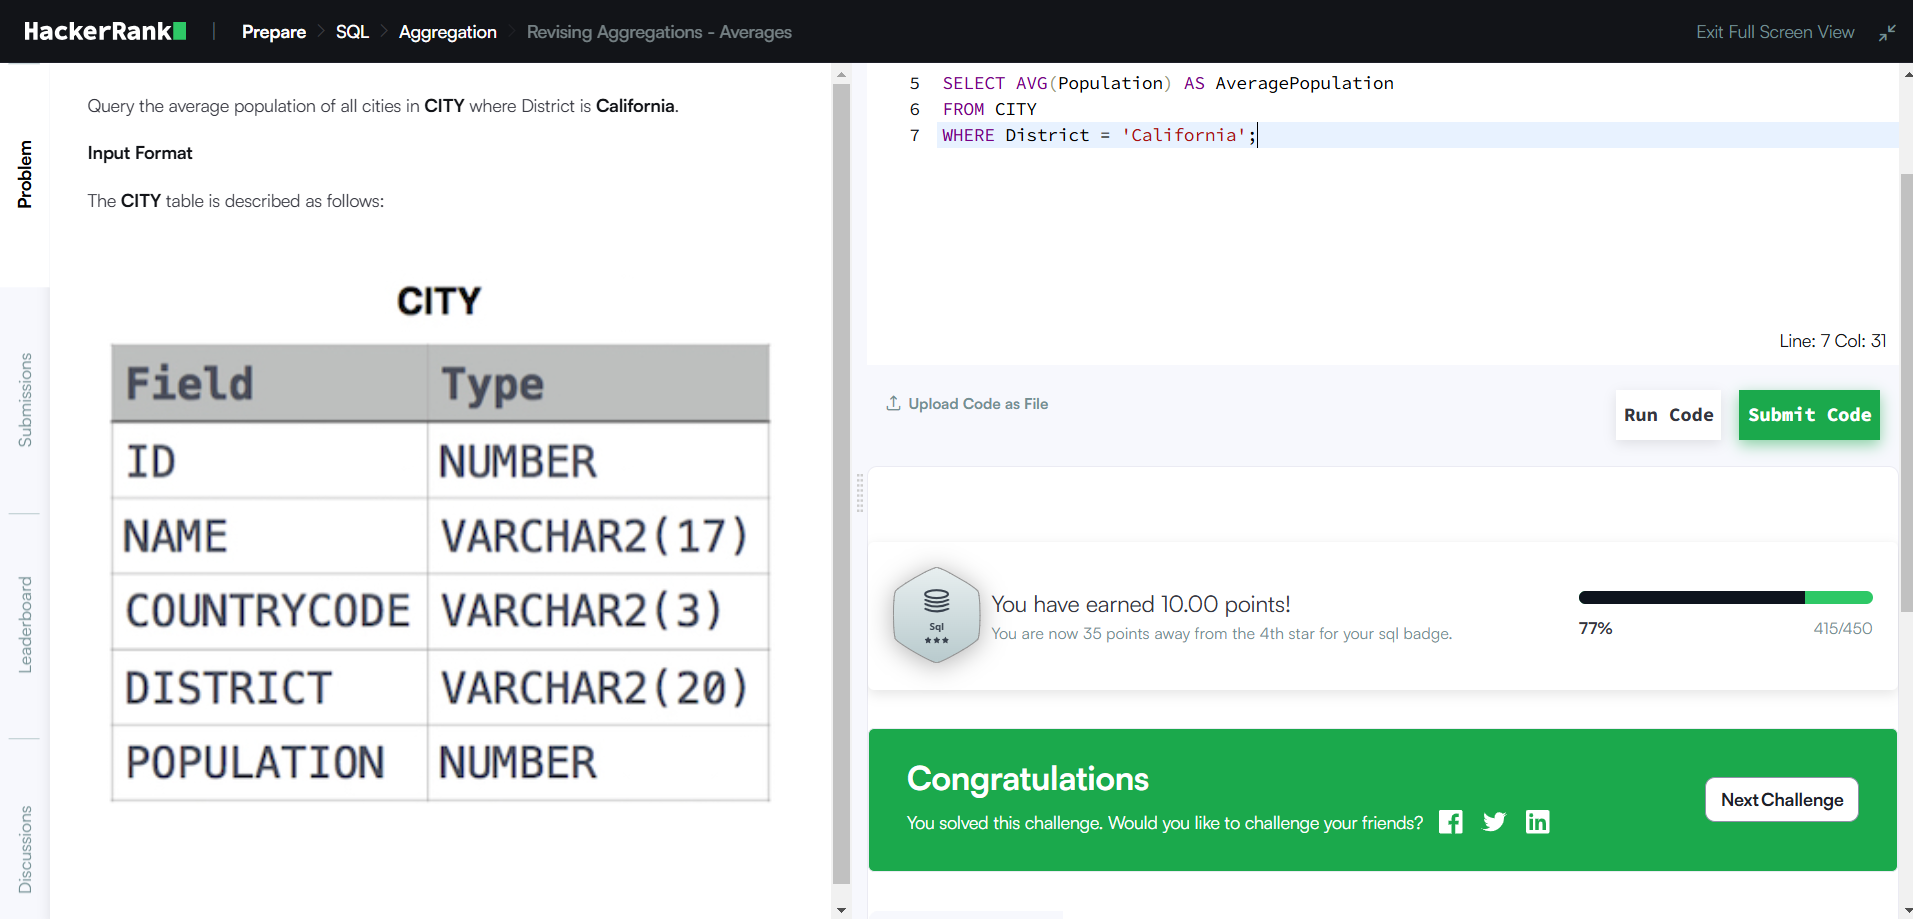 HackerRank | Prepare > SQL > Aggregation > Revising Aggregations - Averages
Exit Full Screen View
Problem
Submissions
Leaderboard
Discussions
Query the average population of all cities in CITY where District is California.
Input Format
The CITY table is described as follows:
CITY
Field Type
ID NUMBER
NAME VARCHAR2(17)
COUNTRYCODE VARCHAR2(3)
DISTRICT VARCHAR2(20)
POPULATION NUMBER
5 SELECT AVG(Population) AS AveragePopulation
6 FROM CITY
7 WHERE District = 'California';
Line: 7 Col: 31
Upload Code as File
Run Code
Submit Code
Sql
You have earned 10.00 points!
You are now 35 points away from the 4th star for your sql badge.
77% 415/450
Congratulations
You solved this challenge. Would you like to challenge your friends?
Next Challenge